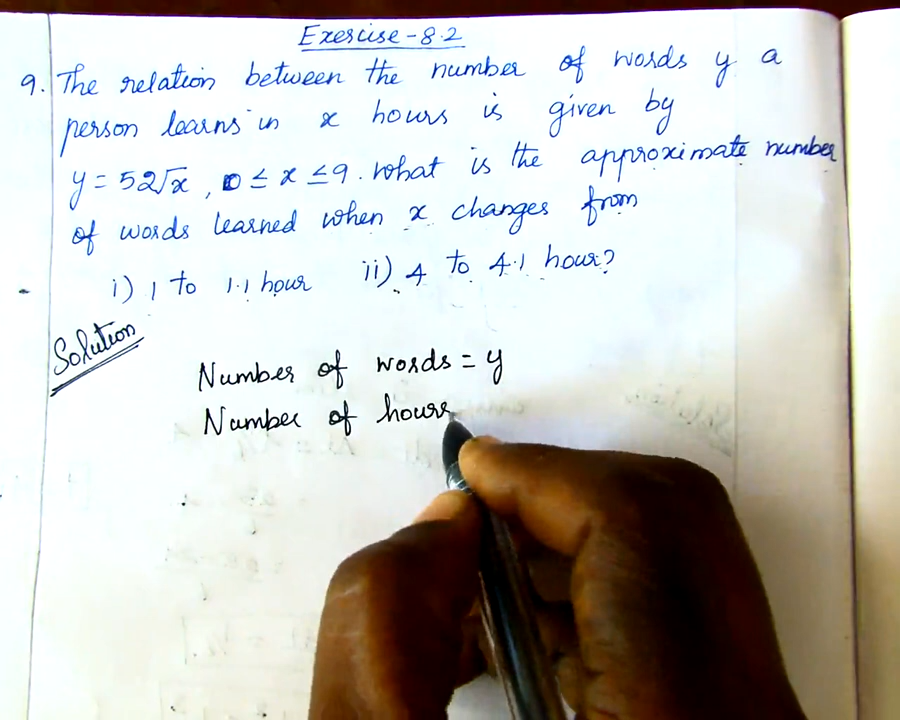 Exercise-8.2
9. The relation between the number of words y a
person learns in x hours is given by
y = 52√x, 0 ≤ x ≤ 9. What is the approximate number
of words learned when x changes from
i) 1 to 1.1 hour ii) 4 to 4.1 hour?
Solution
Number of words = y
Number of hours